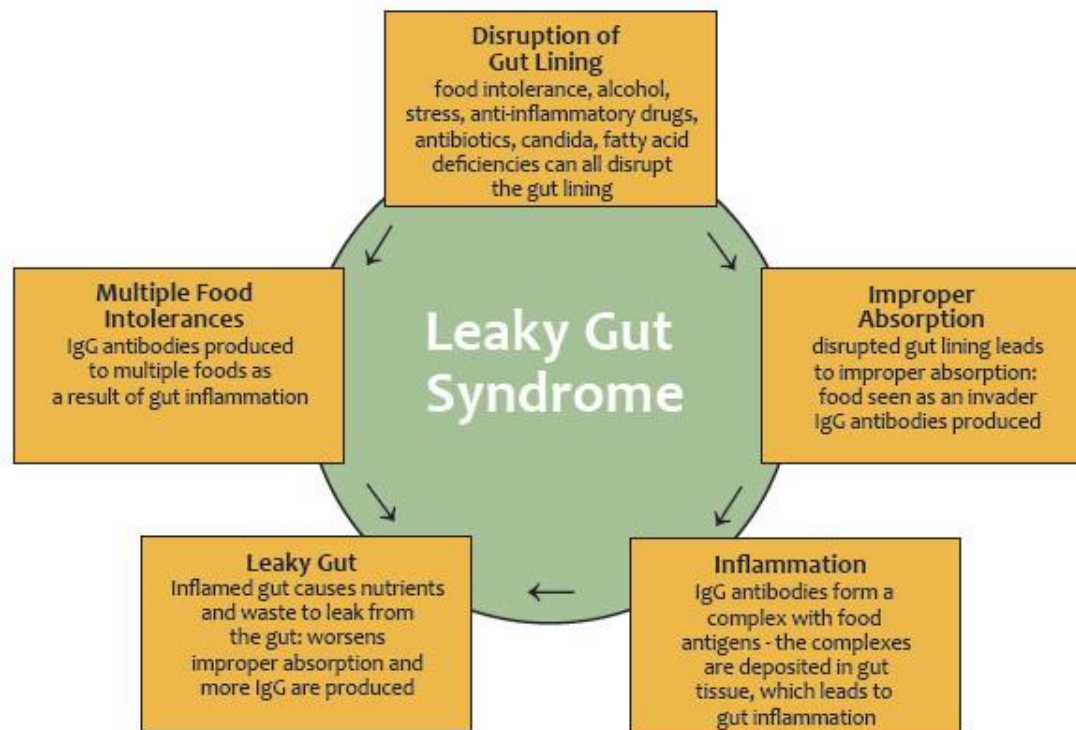 Disruption of
Gut Lining
food intolerance, alcohol,
stress, anti-inflammatory drugs,
antibiotics, candida, fatty acid
deficiencies can all disrupt
the gut lining
Multiple Food
Intolerances
IgG antibodies produced
to multiple foods as
a result of gut inflammation
Leaky Gut
Syndrome
Improper
Absorption
disrupted gut lining leads
to improper absorption:
food seen as an invader
IgG antibodies produced
Leaky Gut
Inflamed gut causes nutrients
and waste to leak from
the gut: worsens
improper absorption and
more IgG are produced
Inflammation
IgG antibodies form a
complex with food
antigens - the complexes
are deposited in gut
tissue, which leads to
gut inflammation